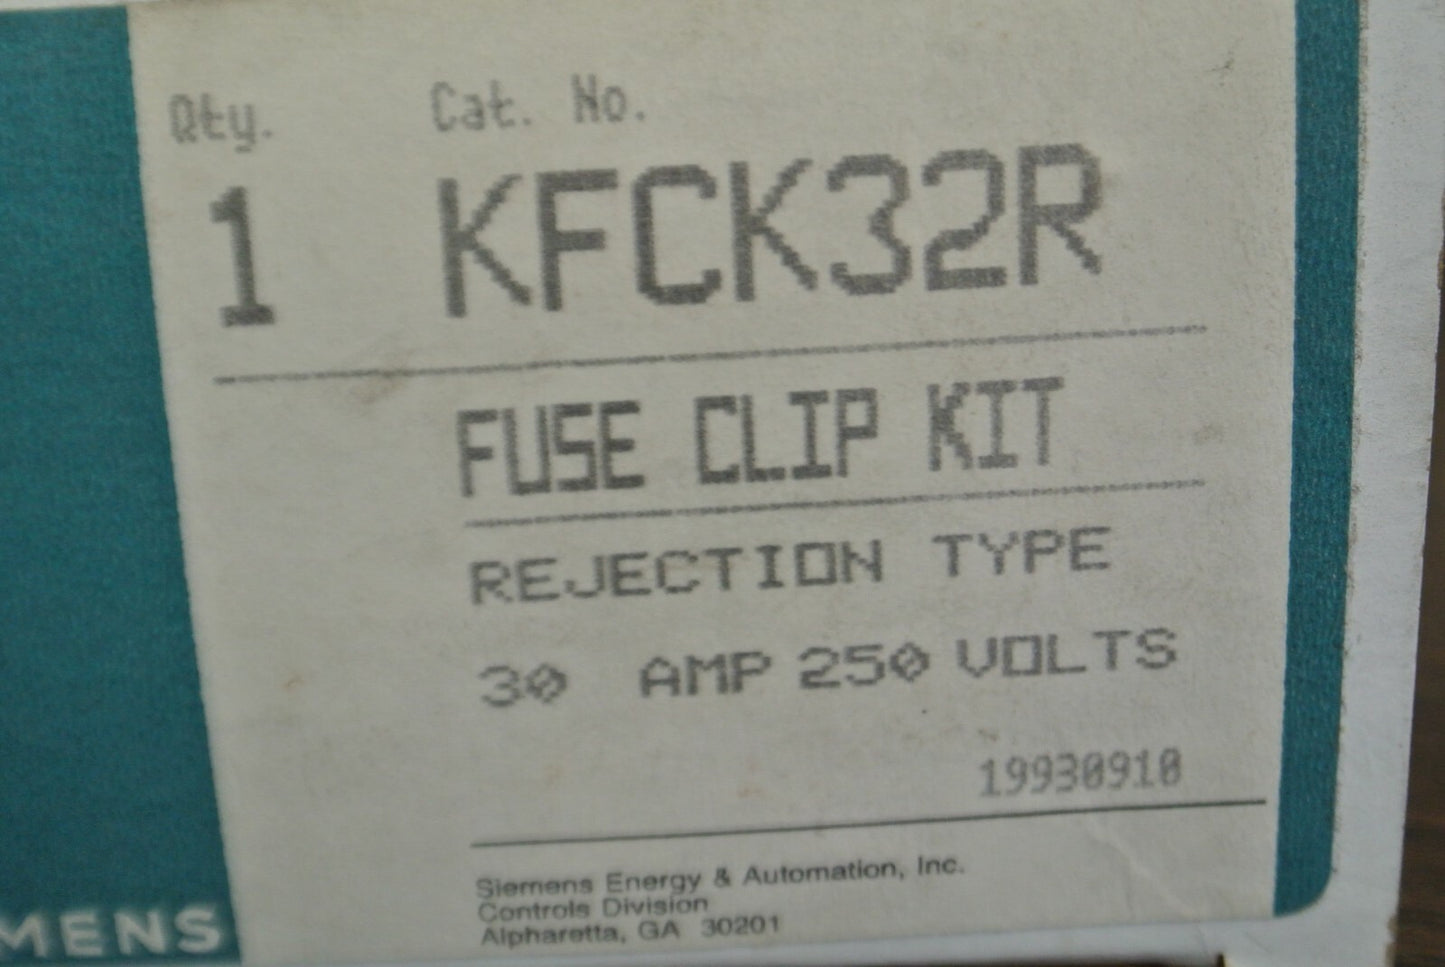 Qty. Cat. No.
1 KFCK32R
FUSE CLIP KIT
REJECTION TYPE
30 AMP 250 VOLTS
19930910
Siemens Energy & Automation, Inc.
Controls Division
Alpharetta, GA 30201
MENS